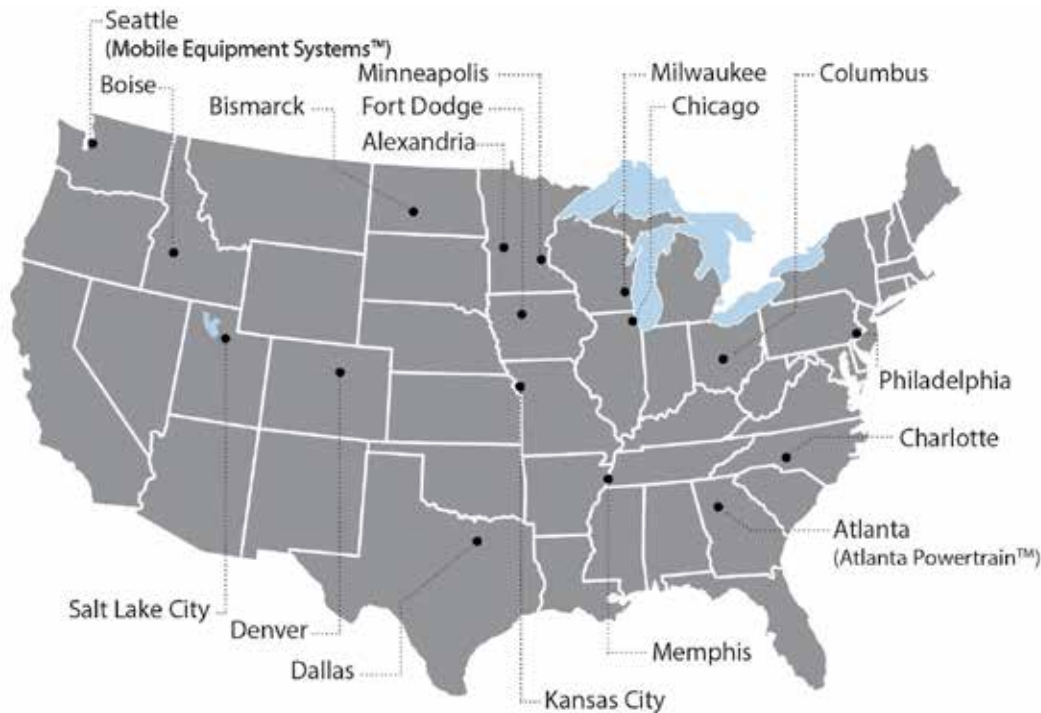 Seattle
(Mobile Equipment Systems™)
Boise
Bismarck
Minneapolis
Fort Dodge
Alexandria
Milwaukee
Chicago
Columbus
Philadelphia
Charlotte
Atlanta
(Atlanta Powertrain™)
Salt Lake City
Denver
Dallas
Memphis
Kansas City